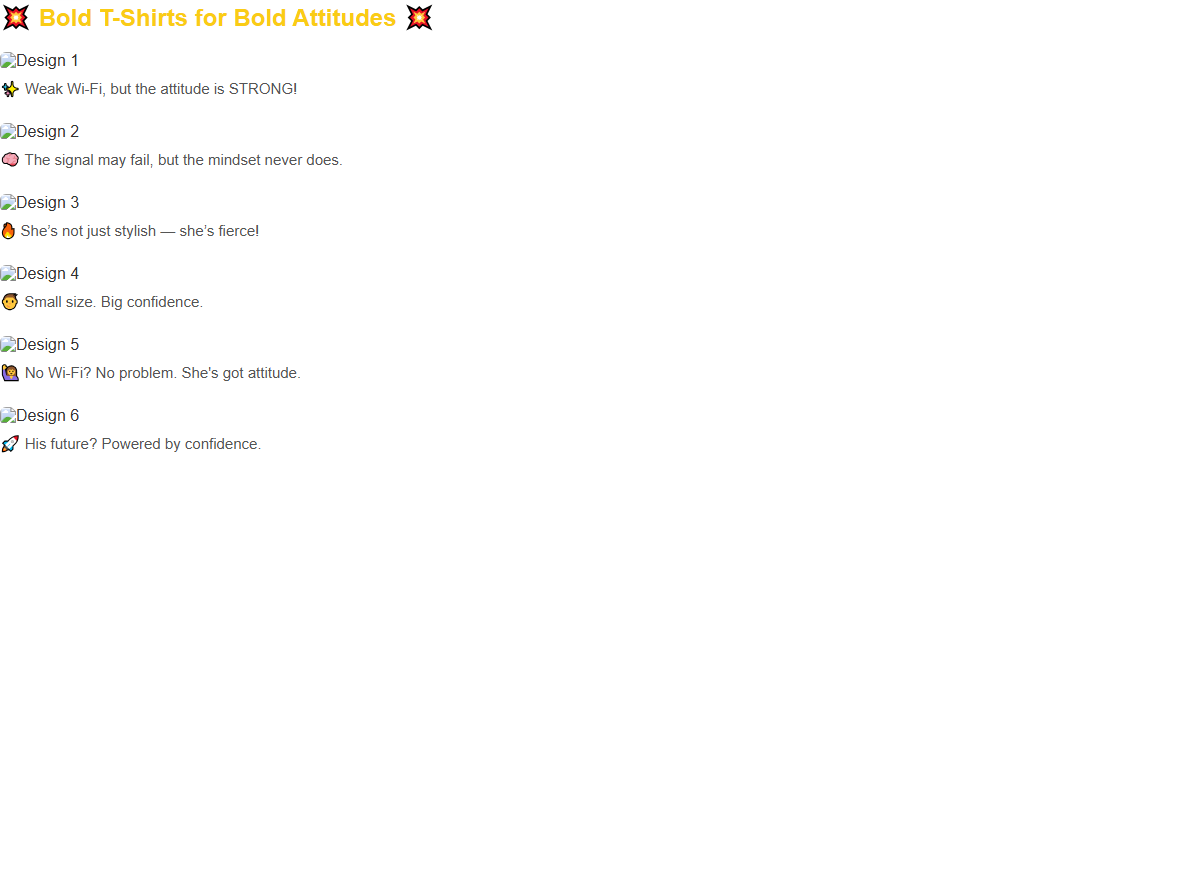 💥 Bold T-Shirts for Bold Attitudes 💥
Design 1
✨ Weak Wi-Fi, but the attitude is STRONG!
Design 2
🧠 The signal may fail, but the mindset never does.
Design 3
🔥 She’s not just stylish — she’s fierce!
Design 4
👦 Small size. Big confidence.
Design 5
🙋‍♀️ No Wi-Fi? No problem. She's got attitude.
Design 6
🚀 His future? Powered by confidence.